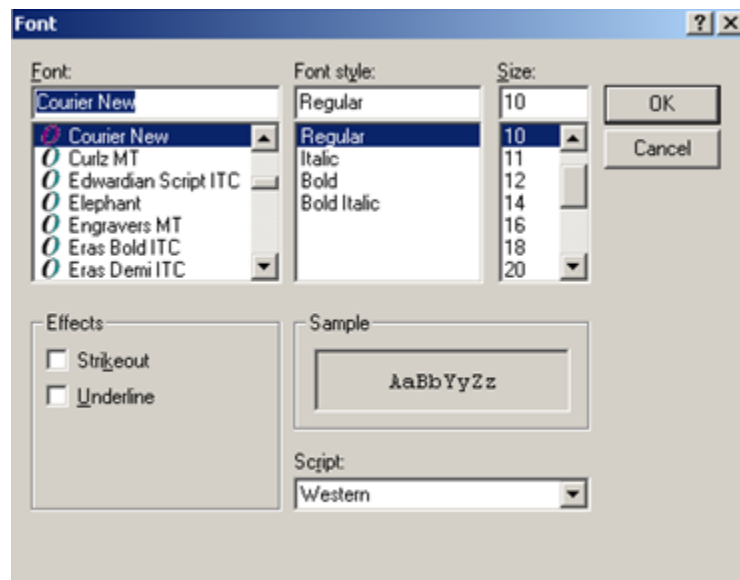 Font
Font:
Courier New
Courier New
Curlz MT
Edwardian Script ITC
Elephant
Engravers MT
Eras Bold ITC
Eras Demi ITC
Font style:
Regular
Regular
Italic
Bold
Bold Italic
Size:
10
10
11
12
14
16
18
20
OK
Cancel
Effects
Strikeout
Underline
Sample
AaBbYyZz
Script:
Western